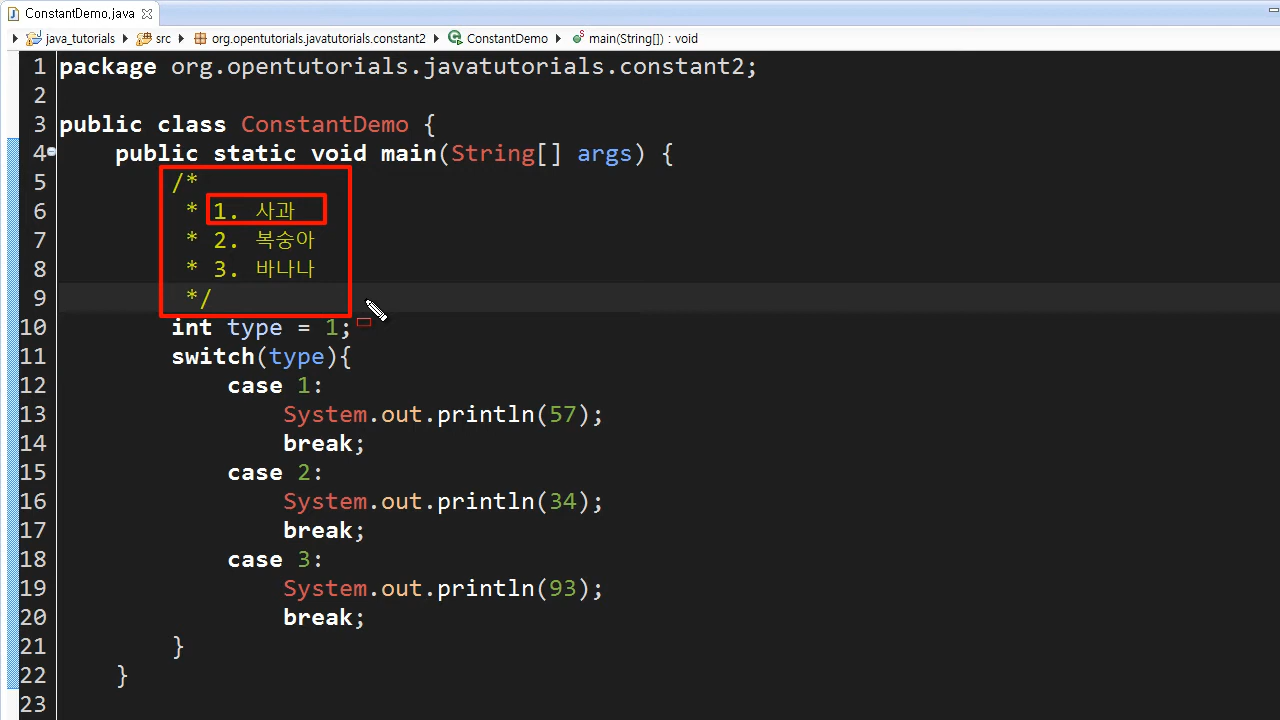 ConstantDemo.java
java_tutorials src org.opentutorials.javatutorials.constant2 ConstantDemo main(String[]) : void
1 package org.opentutorials.javatutorials.constant2;
2
3 public class ConstantDemo {
4 public static void main(String[] args) {
5 /*
6 * 1. 사과
7 * 2. 복숭아
8 * 3. 바나나
9 */
10 int type = 1;
11 switch(type){
12 case 1:
13 System.out.println(57);
14 break;
15 case 2:
16 System.out.println(34);
17 break;
18 case 3:
19 System.out.println(93);
20 break;
21 }
22 }
23